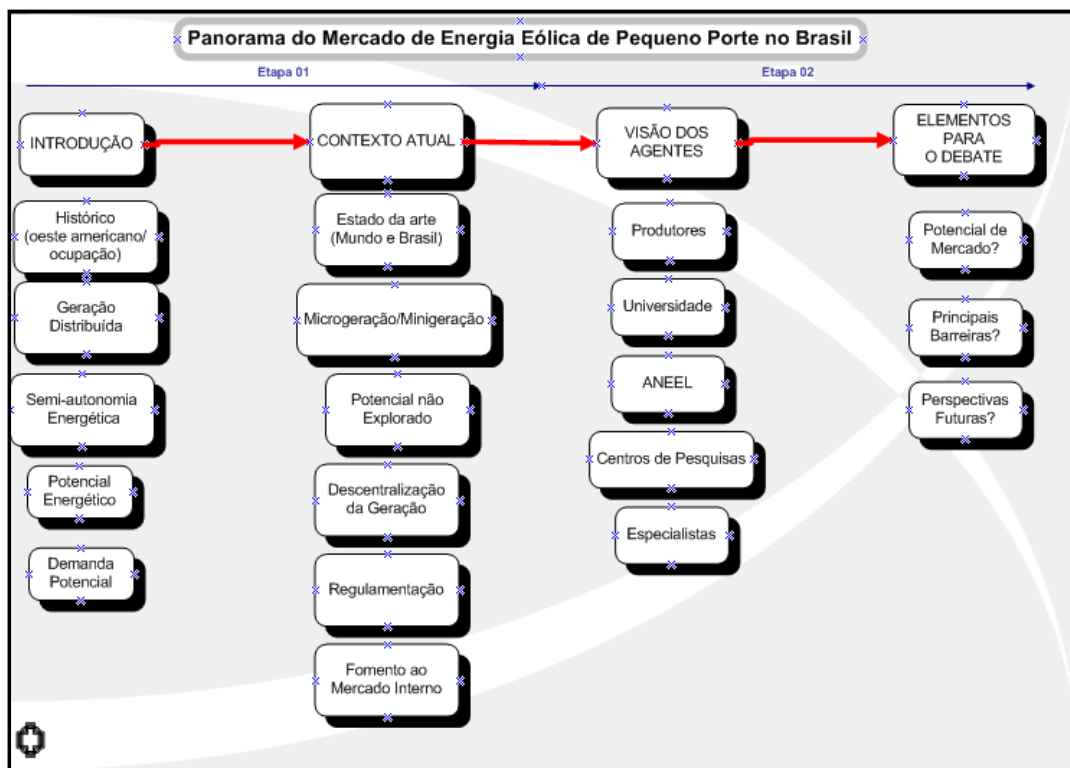 Panorama do Mercado de Energia Eólica de Pequeno Porte no Brasil
Etapa 01
Etapa 02
INTRODUÇÃO
Histórico
(oeste americano/
ocupação)
Geração
Distribuída
Semi-autonomia
Energética
Potencial
Energético
Demanda
Potencial
CONTEXTO ATUAL
Estado da arte
(Mundo e Brasil)
Microgeração/Minigeração
Potencial não
Explorado
Descentralização
da Geração
Regulamentação
Fomento ao
Mercado Interno
VISÃO DOS
AGENTES
Produtores
Universidade
ANEEL
Centros de Pesquisas
Especialistas
ELEMENTOS
PARA
O DEBATE
Potencial de
Mercado?
Principais
Barreiras?
Perspectivas
Futuras?